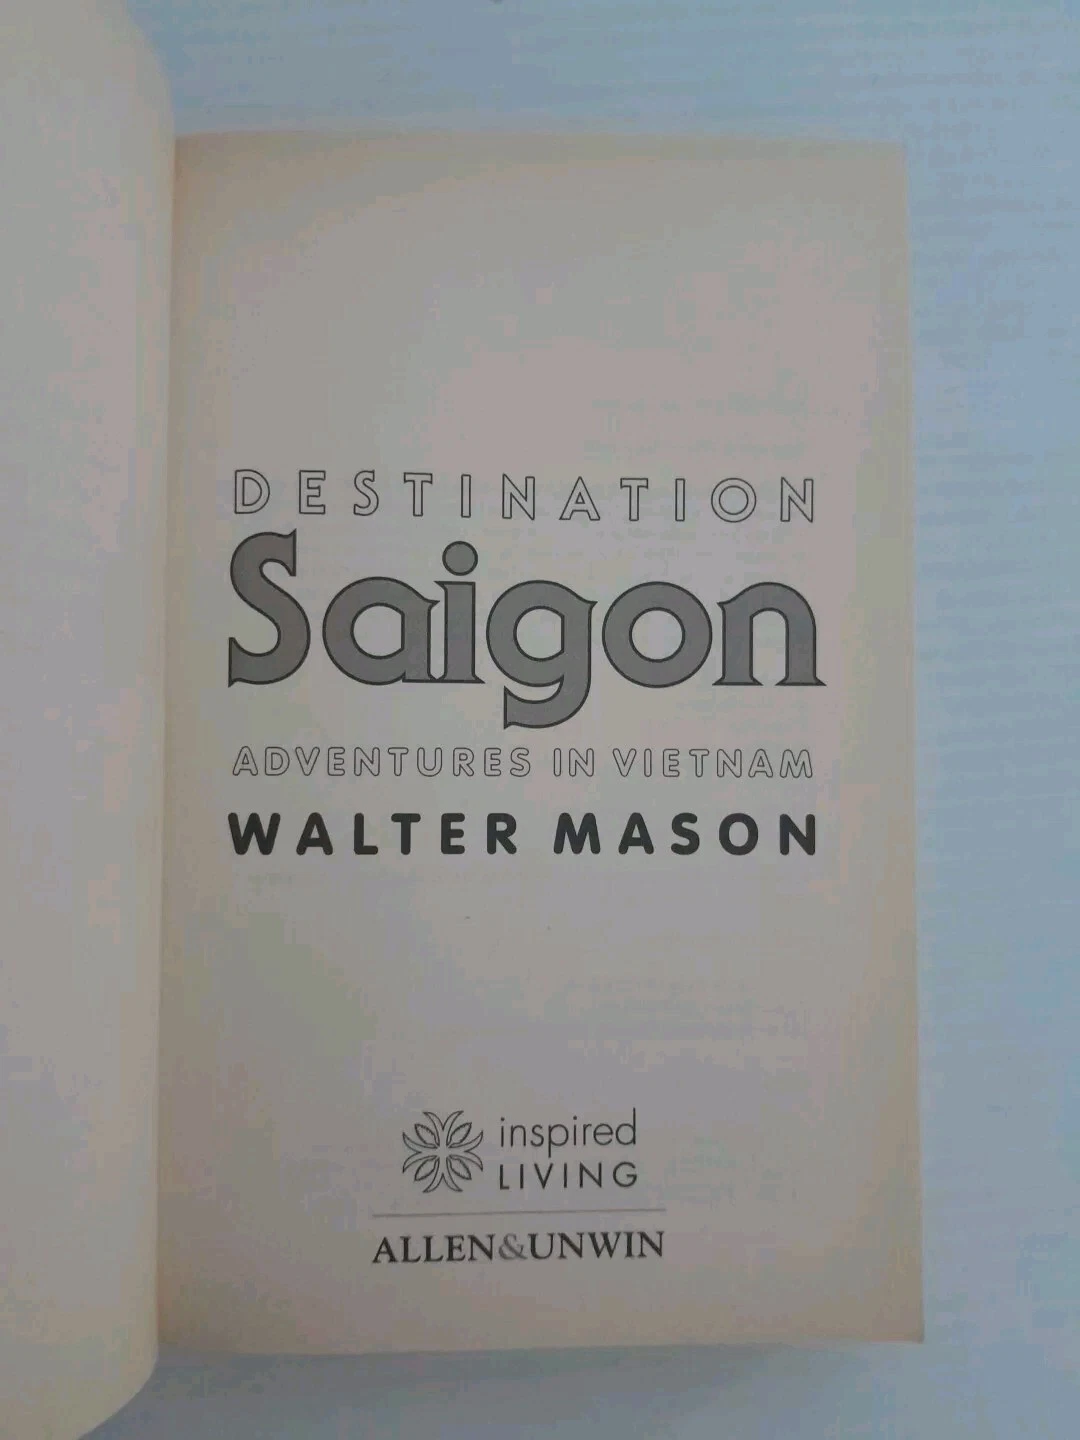 DESTINATION
Saigon
ADVENTURES IN VIETNAM
WALTER MASON
inspired
LIVING
ALLEN&UNWIN